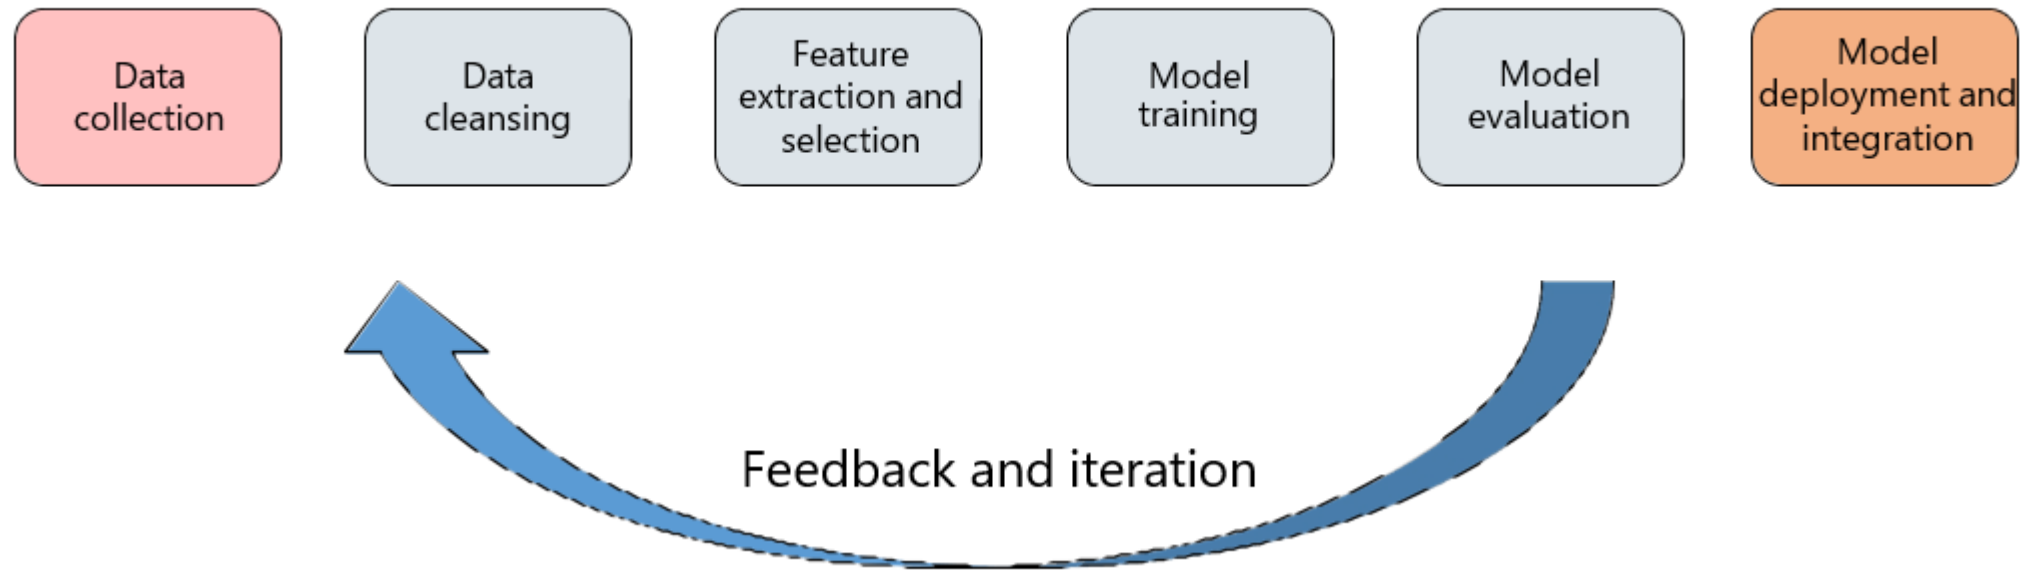 Data
collection
Data
cleansing
Feature
extraction and
selection
Model
training
Model
evaluation
Model
deployment and
integration
Feedback and iteration